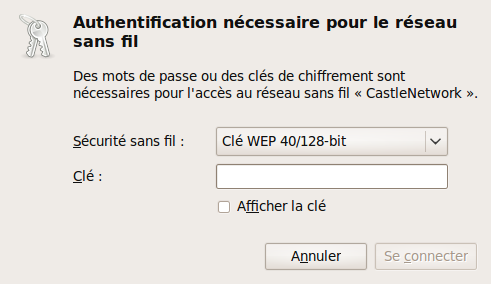 Authentification nécessaire pour le réseau
sans fil
Des mots de passe ou des clés de chiffrement sont
nécessaires pour l'accès au réseau sans fil « CastleNetwork ».
Sécurité sans fil :
Clé WEP 40/128-bit
Clé :
Afficher la clé
Annuler
Se connecter